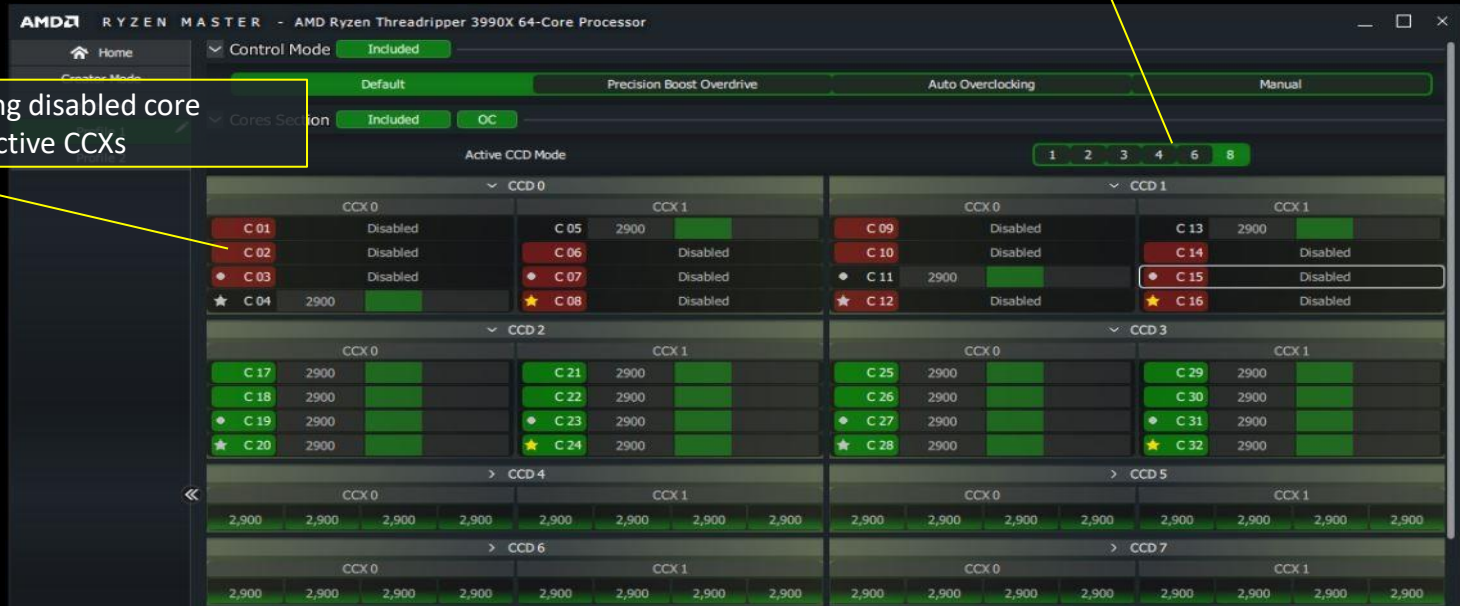 AMD RYZEN MASTER - AMD Ryzen Threadripper 3990X 64-Core Processor
Home
Control Mode Included
Creator Mode
Default Precision Boost Overdrive Auto Overclocking Manual
ng disabled core
ctive CCXs
Cores Section Included OC
Profile 2
Active CCD Mode 1 2 3 4 6 8
CCD 0 CCD 1
CCX 0 CCX 1 CCX 0 CCX 1
C 01 Disabled C 05 2900 C 09 Disabled C 13 2900
C 02 Disabled C 06 Disabled C 10 Disabled C 14 Disabled
C 03 Disabled C 07 Disabled C 11 2900 C 15 Disabled
C 04 2900 C 08 Disabled C 12 Disabled C 16 Disabled
CCD 2 CCD 3
CCX 0 CCX 1 CCX 0 CCX 1
C 17 2900 C 21 2900 C 25 2900 C 29 2900
C 18 2900 C 22 2900 C 26 2900 C 30 2900
C 19 2900 C 23 2900 C 27 2900 C 31 2900
C 20 2900 C 24 2900 C 28 2900 C 32 2900
CCD 4 CCD 5
CCX 0 CCX 1 CCX 0 CCX 1
2,900 2,900 2,900 2,900 2,900 2,900 2,900 2,900 2,900 2,900 2,900 2,900 2,900 2,900 2,900 2,900
CCD 6 CCD 7
CCX 0 CCX 1 CCX 0 CCX 1
2,900 2,900 2,900 2,900 2,900 2,900 2,900 2,900 2,900 2,900 2,900 2,900 2,900 2,900 2,900 2,900